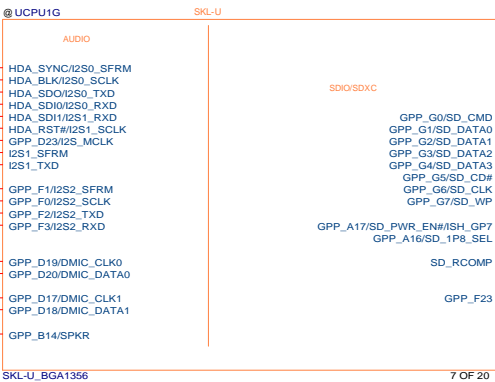 @ UCPU1G
SKL-U
AUDIO
HDA_SYNC/I2S0_SFRM
HDA_BLK/I2S0_SCLK
HDA_SDO/I2S0_TXD
HDA_SDI0/I2S0_RXD
HDA_SDI1/I2S1_RXD
HDA_RST#/I2S1_SCLK
GPP_D23/I2S_MCLK
I2S1_SFRM
I2S1_TXD
GPP_F1/I2S2_SFRM
GPP_F0/I2S2_SCLK
GPP_F2/I2S2_TXD
GPP_F3/I2S2_RXD
GPP_D19/DMIC_CLK0
GPP_D20/DMIC_DATA0
GPP_D17/DMIC_CLK1
GPP_D18/DMIC_DATA1
GPP_B14/SPKR
SDIO/SDXC
GPP_G0/SD_CMD
GPP_G1/SD_DATA0
GPP_G2/SD_DATA1
GPP_G3/SD_DATA2
GPP_G4/SD_DATA3
GPP_G5/SD_CD#
GPP_G6/SD_CLK
GPP_G7/SD_WP
GPP_A17/SD_PWR_EN#/ISH_GP7
GPP_A16/SD_1P8_SEL
SD_RCOMP
GPP_F23
SKL-U_BGA1356
7 OF 20